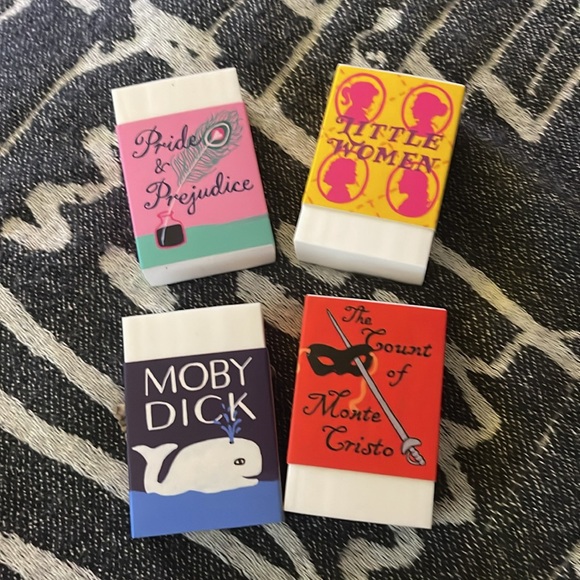 Pride
&
Prejudice
LITTLE
WOMEN
MOBY
DICK
The
Count
of
Monte
Cristo